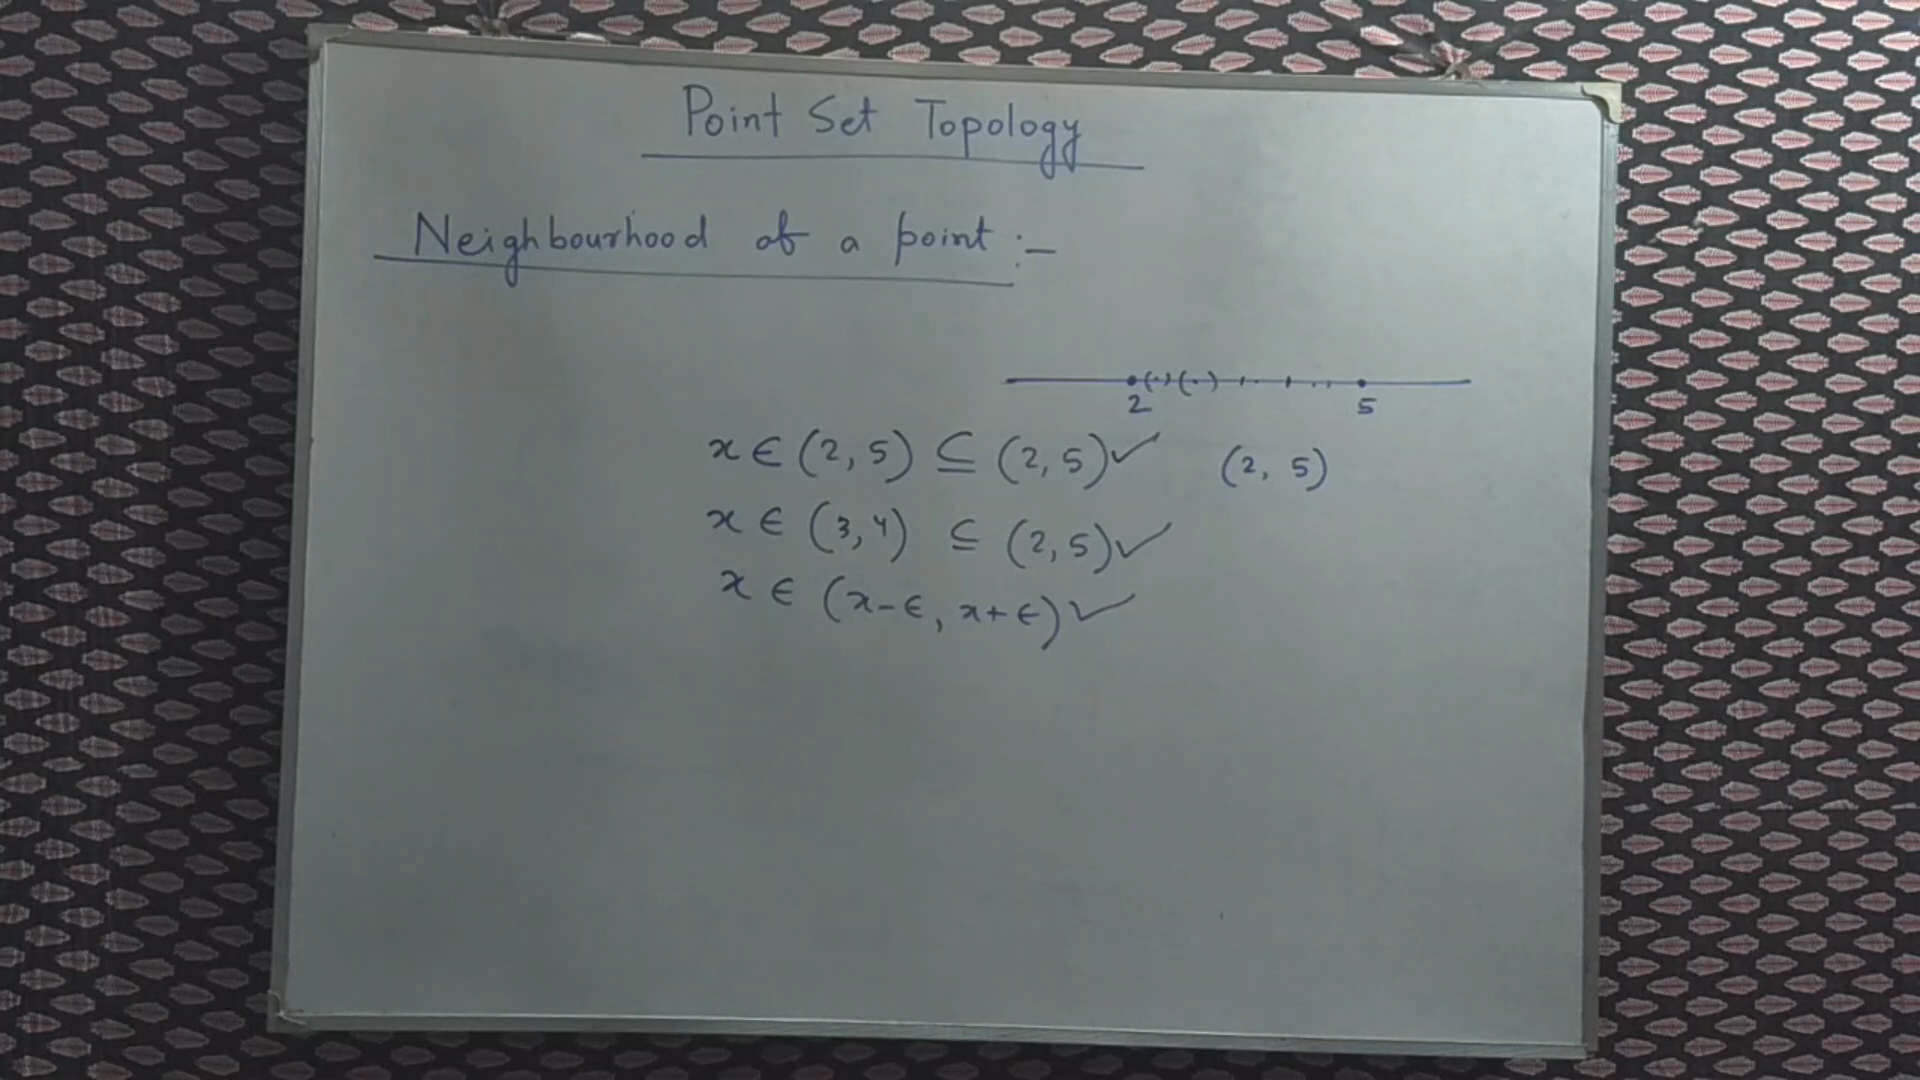 Point Set Topology
Neighbourhood of a point :-
2 5
x ∈ (2, 5) ⊆ (2, 5) ✓ (2, 5)
x ∈ (3, 4) ⊆ (2, 5) ✓
x ∈ (x-ϵ, x+ϵ) ✓